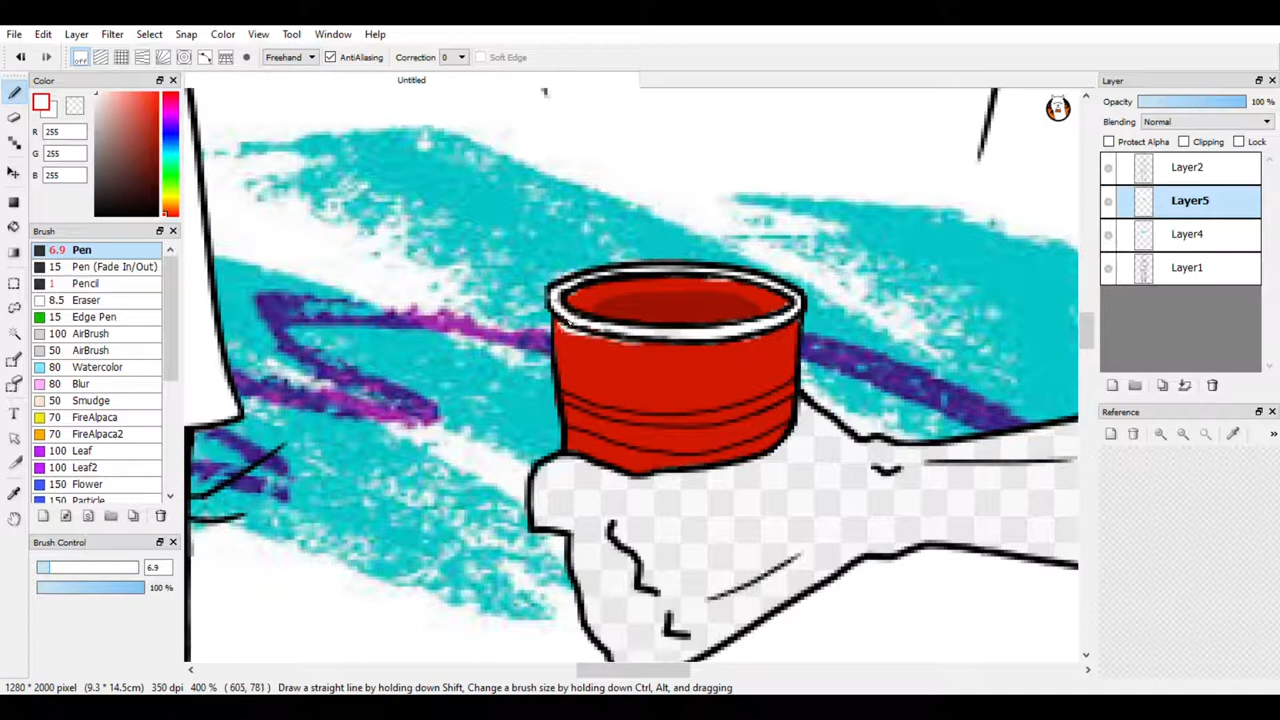 File Edit Layer Filter Select Snap Color View Tool Window Help
off Freehand AntiAliasing Correction 0 Soft Edge
Color
Untitled
Layer
R 255
G 255
B 255
Opacity 100 %
Blending Normal
Protect Alpha Clipping Lock
Layer2
Layer5
Layer4
Layer1
Brush
6.9 Pen
15 Pen (Fade In/Out)
1 Pencil
8.5 Eraser
15 Edge Pen
100 AirBrush
50 AirBrush
80 Watercolor
80 Blur
50 Smudge
70 FireAlpaca
70 FireAlpaca2
100 Leaf
100 Leaf2
150 Flower
150 Particle
Reference
Brush Control
6.9
100 %
1280 * 2000 pixel (9.3 * 14.5cm) 350 dpi 400 % ( 605, 781 ) Draw a straight line by holding down Shift, Change a brush size by holding down Ctrl, Alt, and dragging